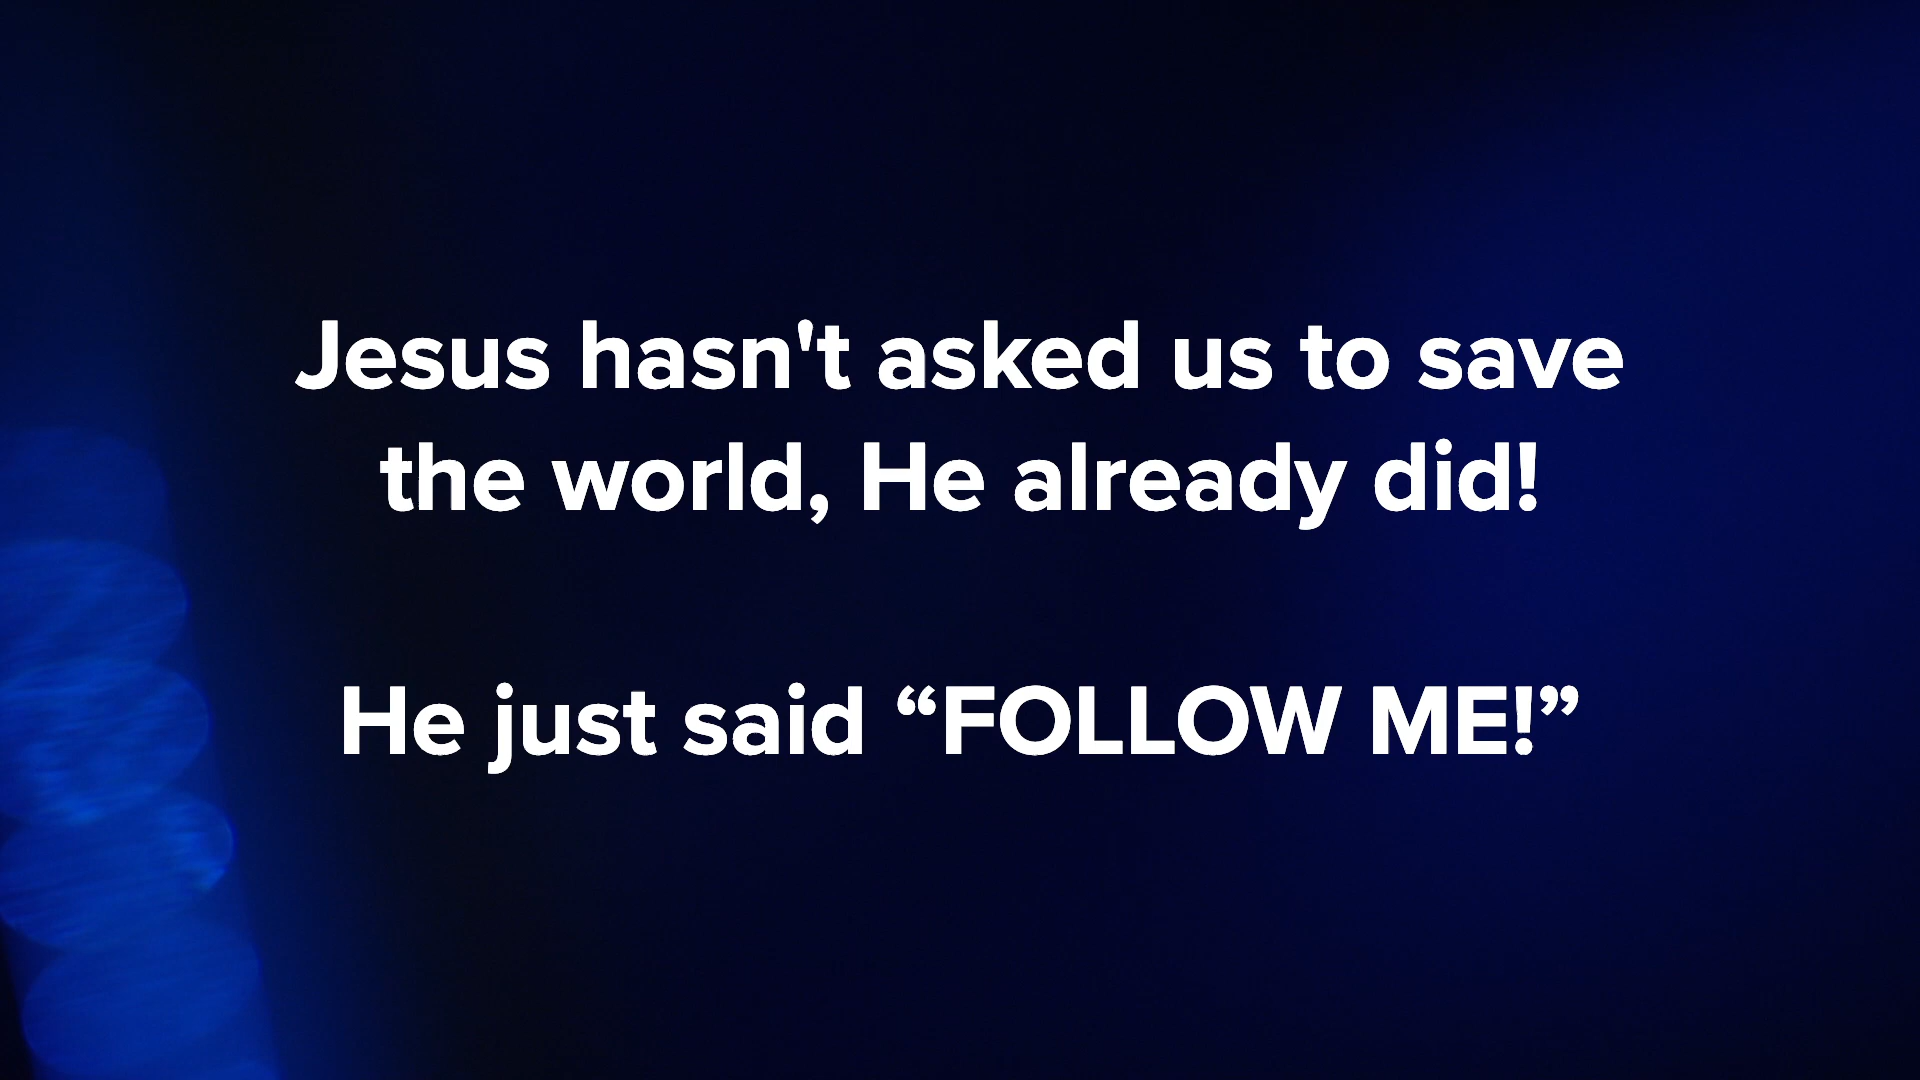 Jesus hasn't asked us to save
the world, He already did!
He just said “FOLLOW ME!”